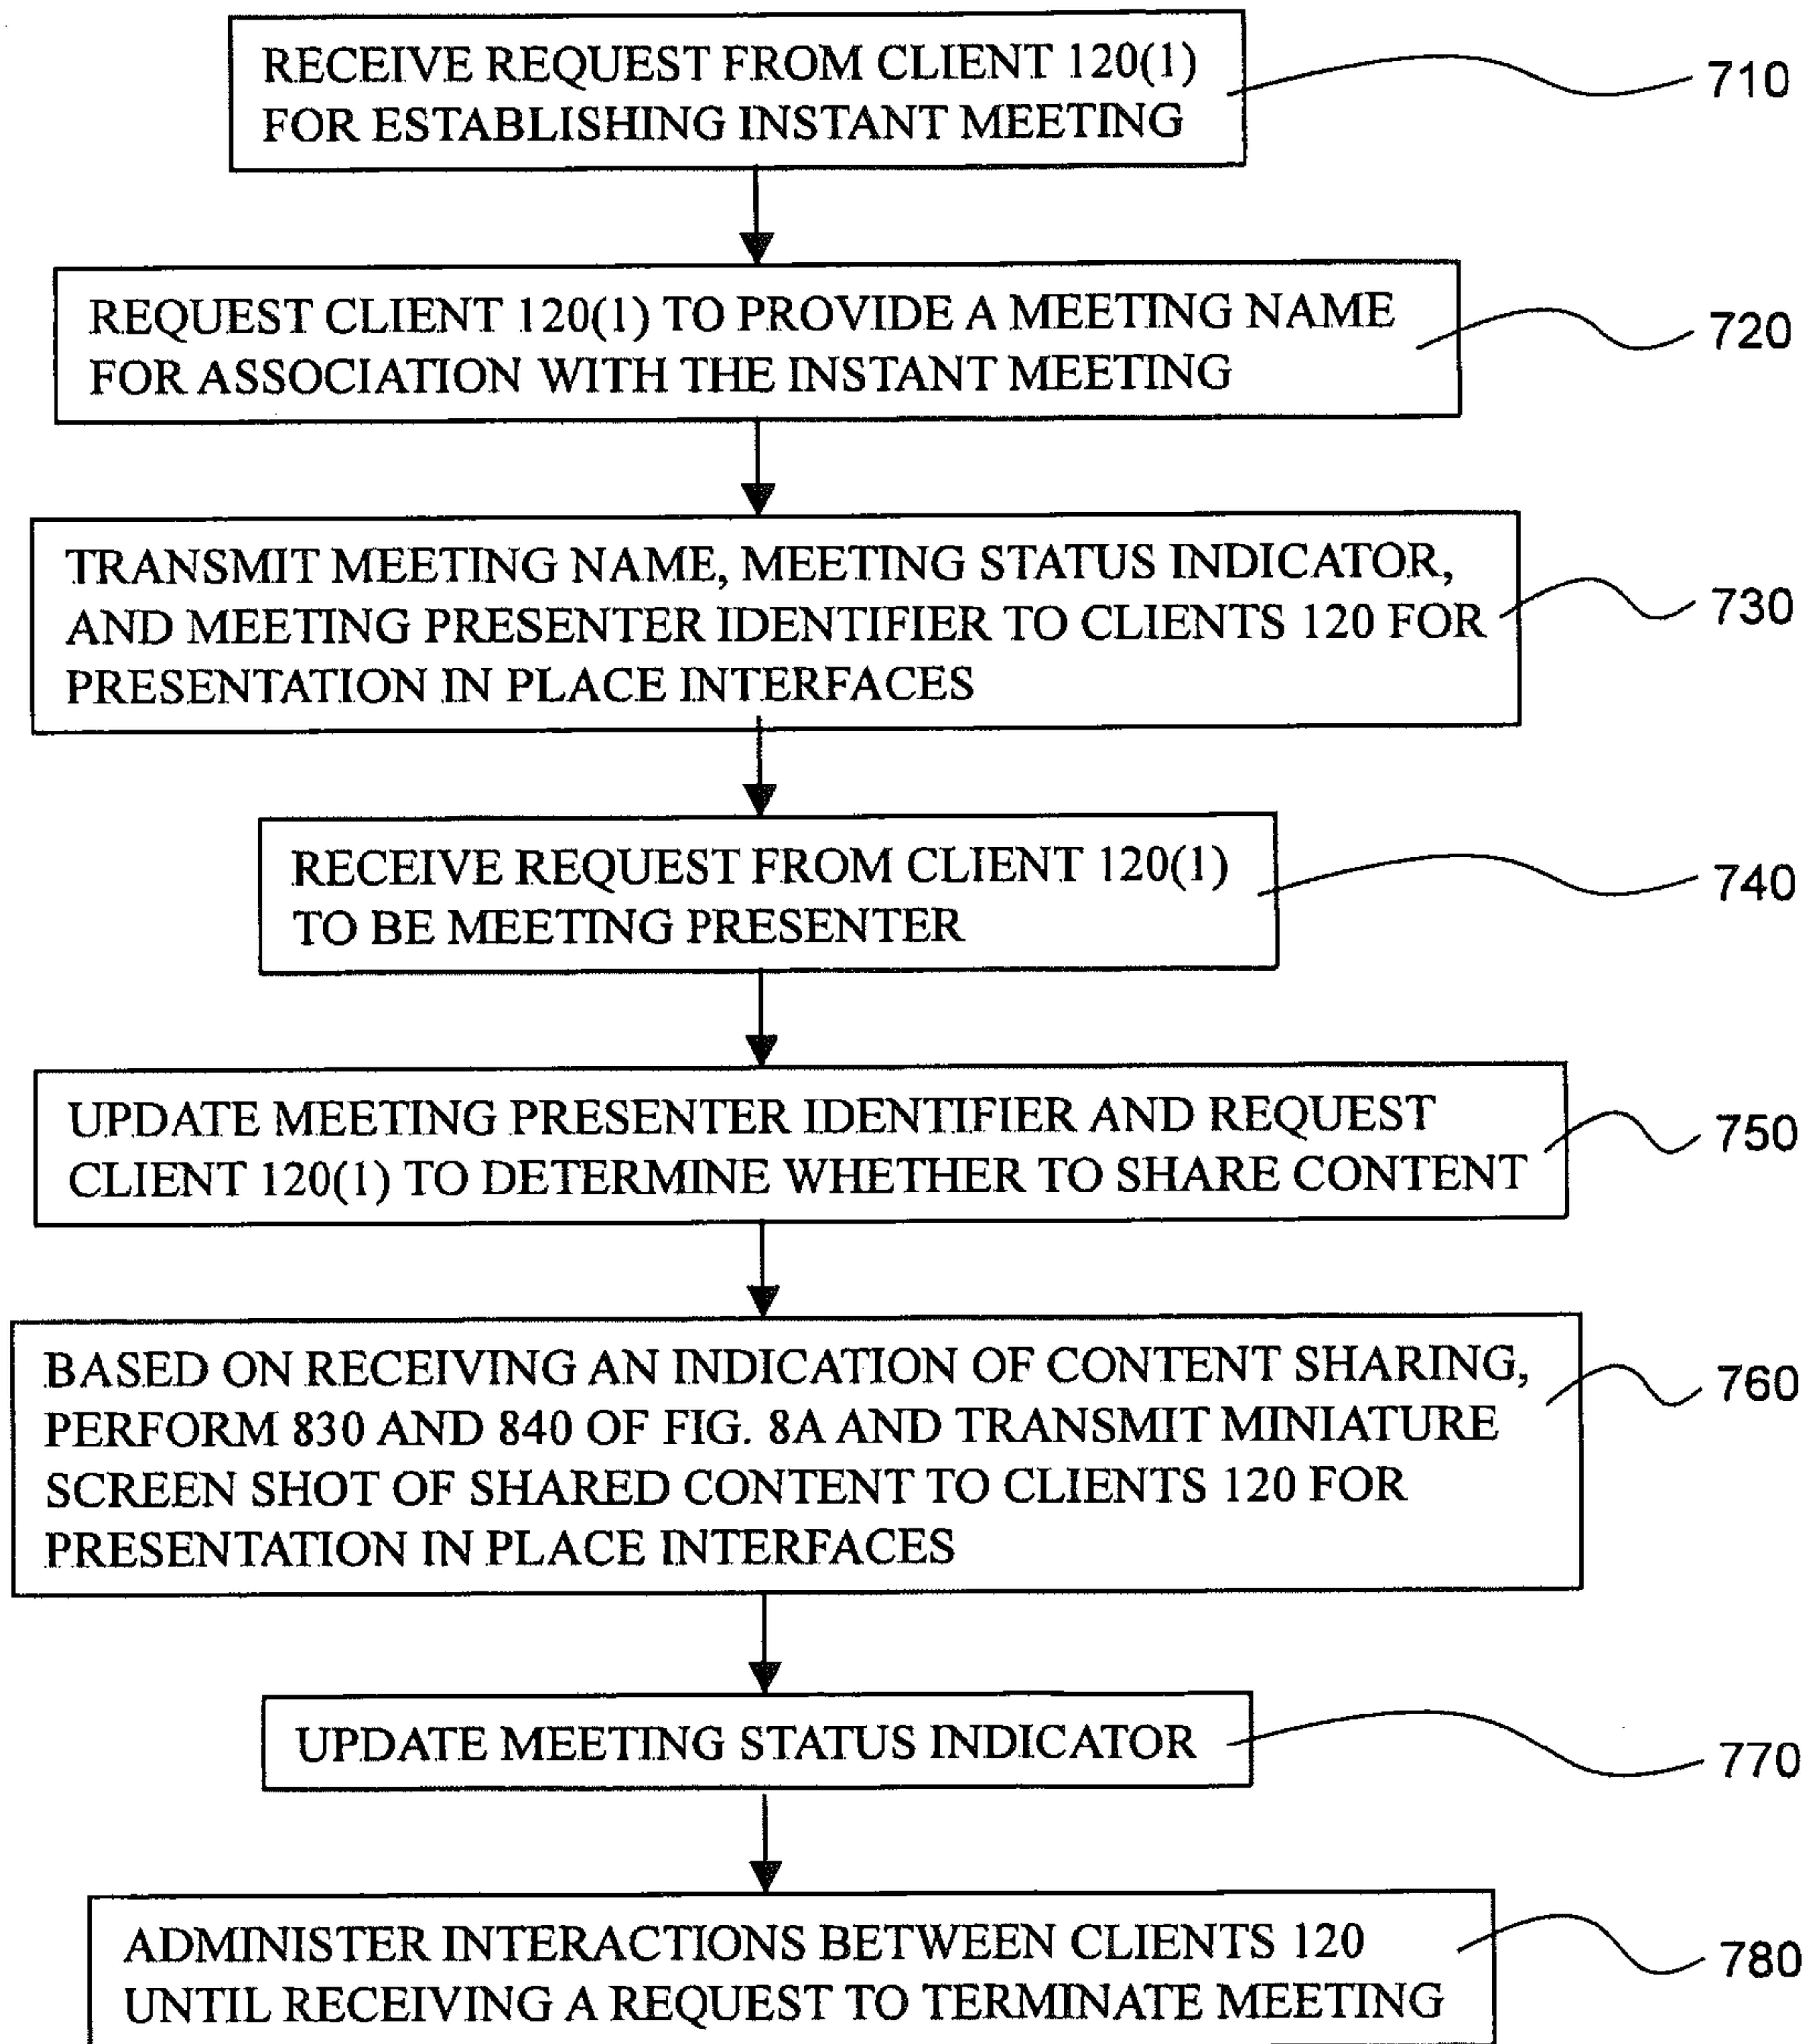 RECEIVE REQUEST FROM CLIENT 120(1)
FOR ESTABLISHING INSTANT MEETING
710
REQUEST CLIENT 120(1) TO PROVIDE A MEETING NAME
FOR ASSOCIATION WITH THE INSTANT MEETING
720
TRANSMIT MEETING NAME, MEETING STATUS INDICATOR,
AND MEETING PRESENTER IDENTIFIER TO CLIENTS 120 FOR
PRESENTATION IN PLACE INTERFACES
730
RECEIVE REQUEST FROM CLIENT 120(1)
TO BE MEETING PRESENTER
740
UPDATE MEETING PRESENTER IDENTIFIER AND REQUEST
CLIENT 120(1) TO DETERMINE WHETHER TO SHARE CONTENT
750
BASED ON RECEIVING AN INDICATION OF CONTENT SHARING,
PERFORM 830 AND 840 OF FIG. 8A AND TRANSMIT MINIATURE
SCREEN SHOT OF SHARED CONTENT TO CLIENTS 120 FOR
PRESENTATION IN PLACE INTERFACES
760
UPDATE MEETING STATUS INDICATOR
770
ADMINISTER INTERACTIONS BETWEEN CLIENTS 120
UNTIL RECEIVING A REQUEST TO TERMINATE MEETING
780